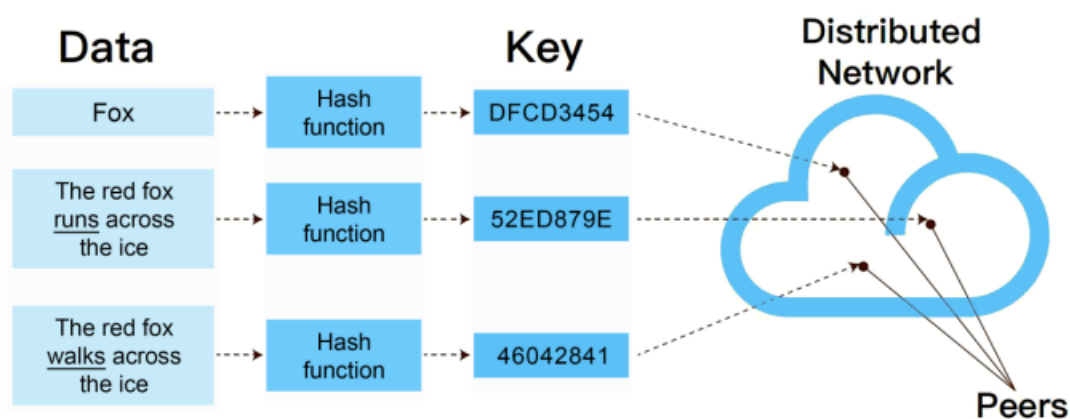 Data
Key
Distributed
Network
Fox
Hash
function
DFCD3454
The red fox
runs across
the ice
Hash
function
52ED879E
The red fox
walks across
the ice
Hash
function
46042841
Peers